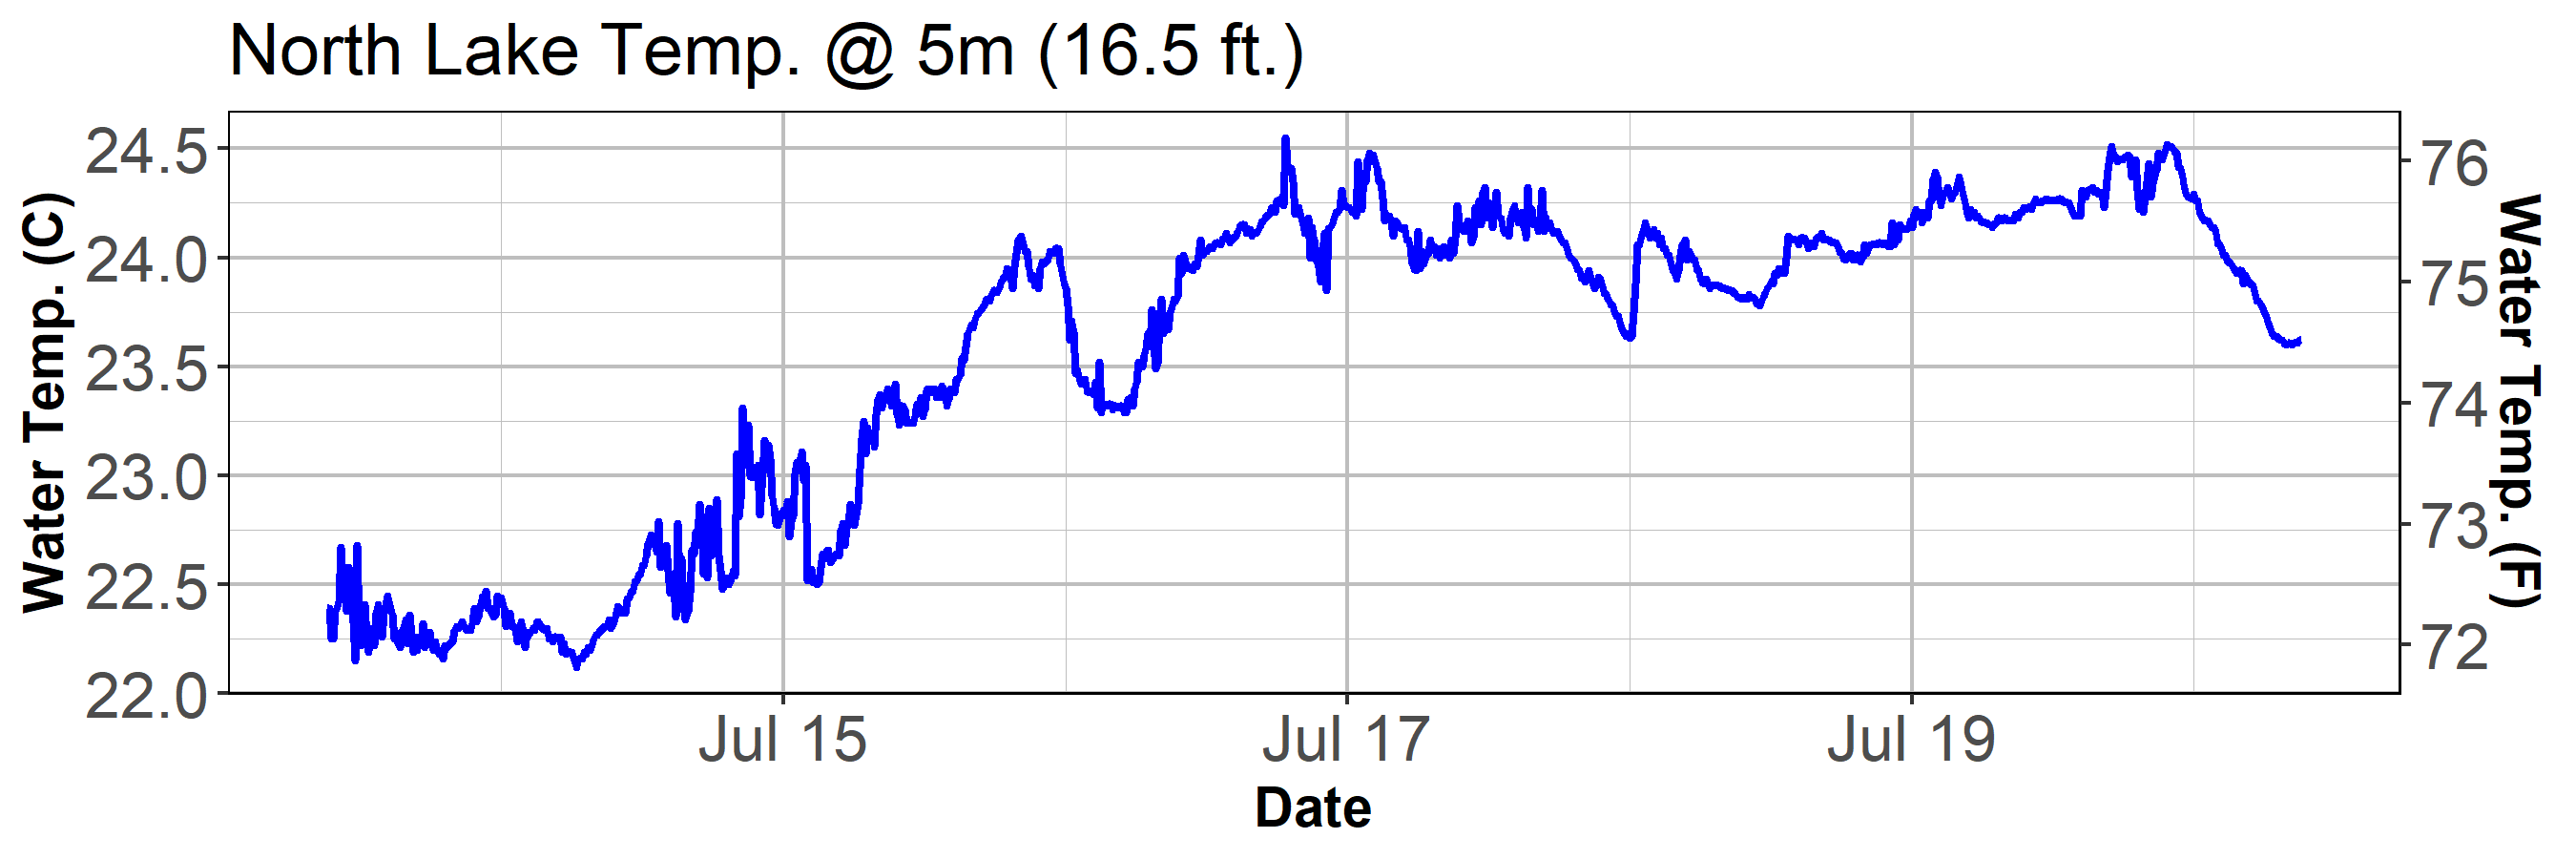 North Lake Temp. @ 5m (16.5 ft.)
Water Temp. (C)
24.5
24.0
23.5
23.0
22.5
22.0
76
75
74
73
72
Water Temp. (F)
Jul 15
Jul 17
Jul 19
Date